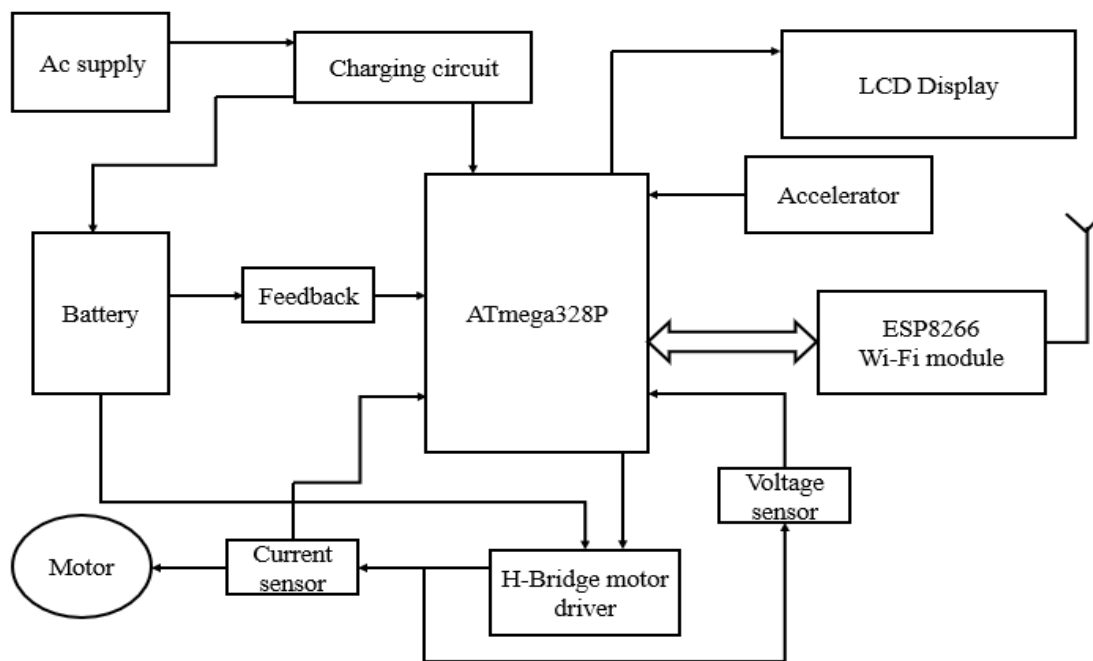 Ac supply
Charging circuit
LCD Display
Accelerator
Battery
Feedback
ATmega328P
ESP8266
Wi-Fi module
Voltage
sensor
Motor
Current
sensor
H-Bridge motor
driver